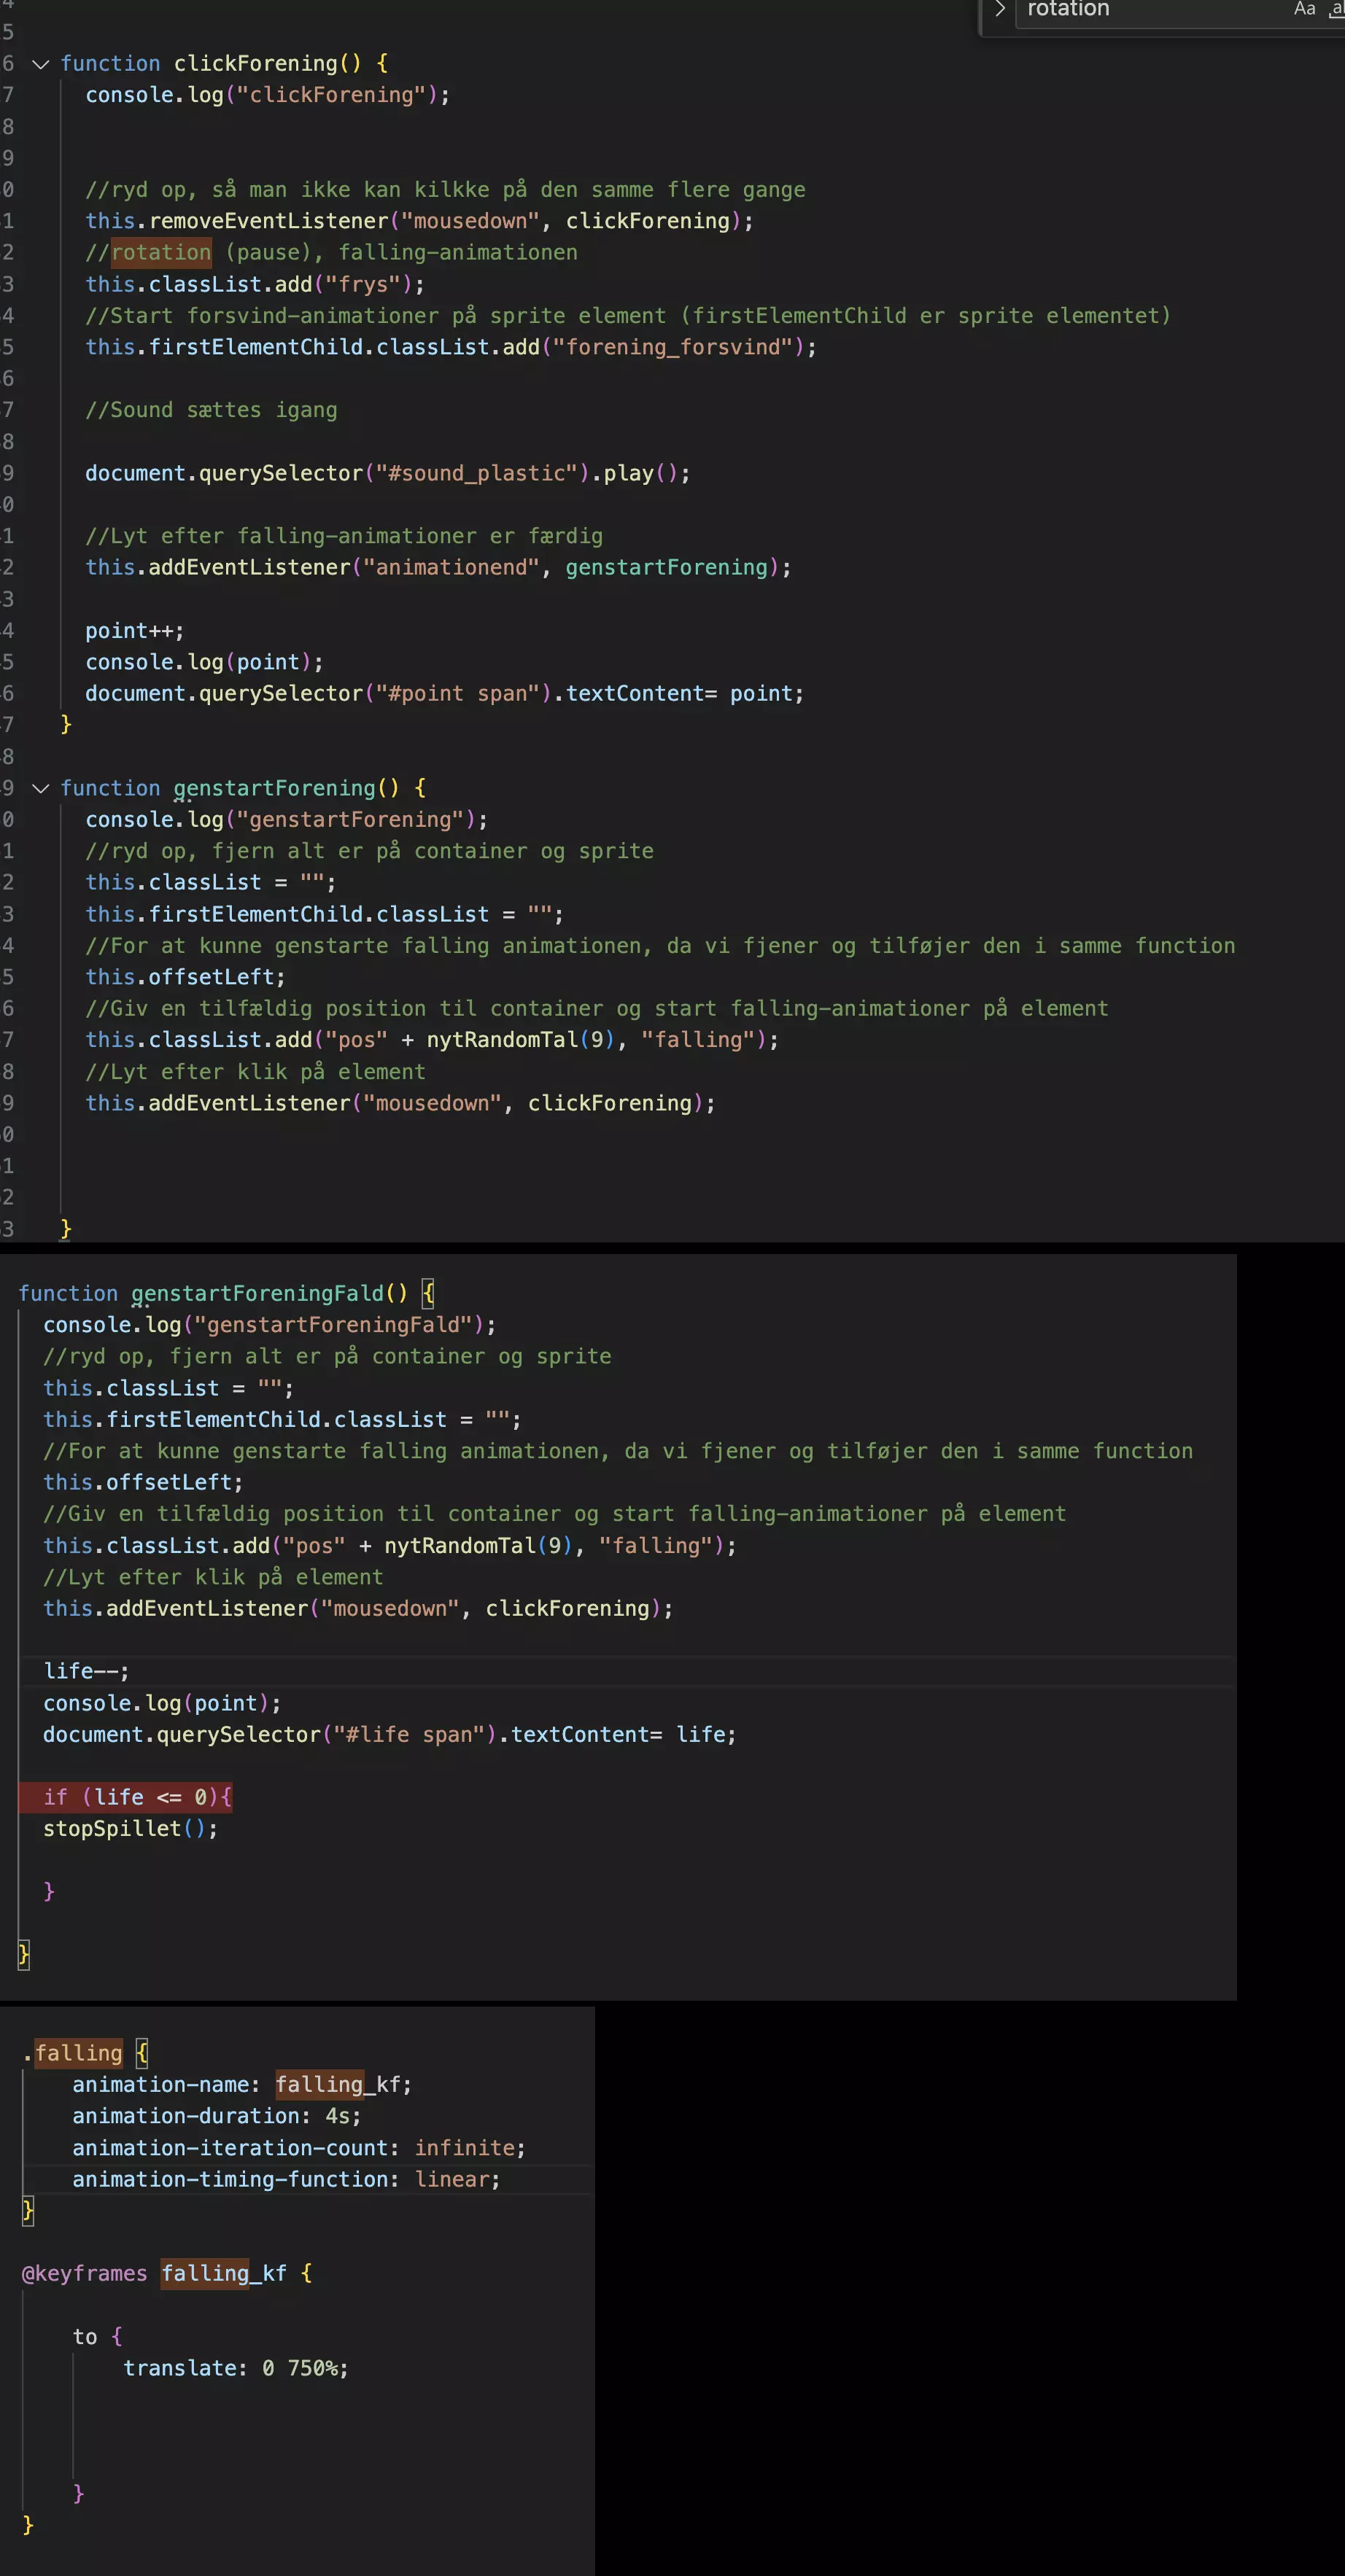 rotation Aa
5
6 function clickForening() {
7 console.log("clickForening");
8
9
0 //ryd op, så man ikke kan kilkke på den samme flere gange
1 this.removeEventListener("mousedown", clickForening);
2 //rotation (pause), falling-animationen
3 this.classList.add("frys");
4 //Start forsvind-animationer på sprite element (firstElementChild er sprite elementet)
5 this.firstElementChild.classList.add("forening_forsvind");
6
7 //Sound sættes igang
8
9 document.querySelector("#sound_plastic").play();
0
1 //Lyt efter falling-animationer er færdig
2 this.addEventListener("animationend", genstartForening);
3
4 point++;
5 console.log(point);
6 document.querySelector("#point span").textContent= point;
7 }
8
9 function genstartForening() {
0 console.log("genstartForening");
1 //ryd op, fjern alt er på container og sprite
2 this.classList = "";
3 this.firstElementChild.classList = "";
4 //For at kunne genstarte falling animationen, da vi fjener og tilføjer den i samme function
5 this.offsetLeft;
6 //Giv en tilfældig position til container og start falling-animationer på element
7 this.classList.add("pos" + nytRandomTal(9), "falling");
8 //Lyt efter klik på element
9 this.addEventListener("mousedown", clickForening);
0
1
2
3 }
function genstartForeningFald() {
console.log("genstartForeningFald");
//ryd op, fjern alt er på container og sprite
this.classList = "";
this.firstElementChild.classList = "";
//For at kunne genstarte falling animationen, da vi fjener og tilføjer den i samme function
this.offsetLeft;
//Giv en tilfældig position til container og start falling-animationer på element
this.classList.add("pos" + nytRandomTal(9), "falling");
//Lyt efter klik på element
this.addEventListener("mousedown", clickForening);
life--;
console.log(point);
document.querySelector("#life span").textContent= life;
if (life <= 0){
stopSpillet();
}
}
.falling {
animation-name: falling_kf;
animation-duration: 4s;
animation-iteration-count: infinite;
animation-timing-function: linear;
}
@keyframes falling_kf {
to {
translate: 0 750%;
}
}